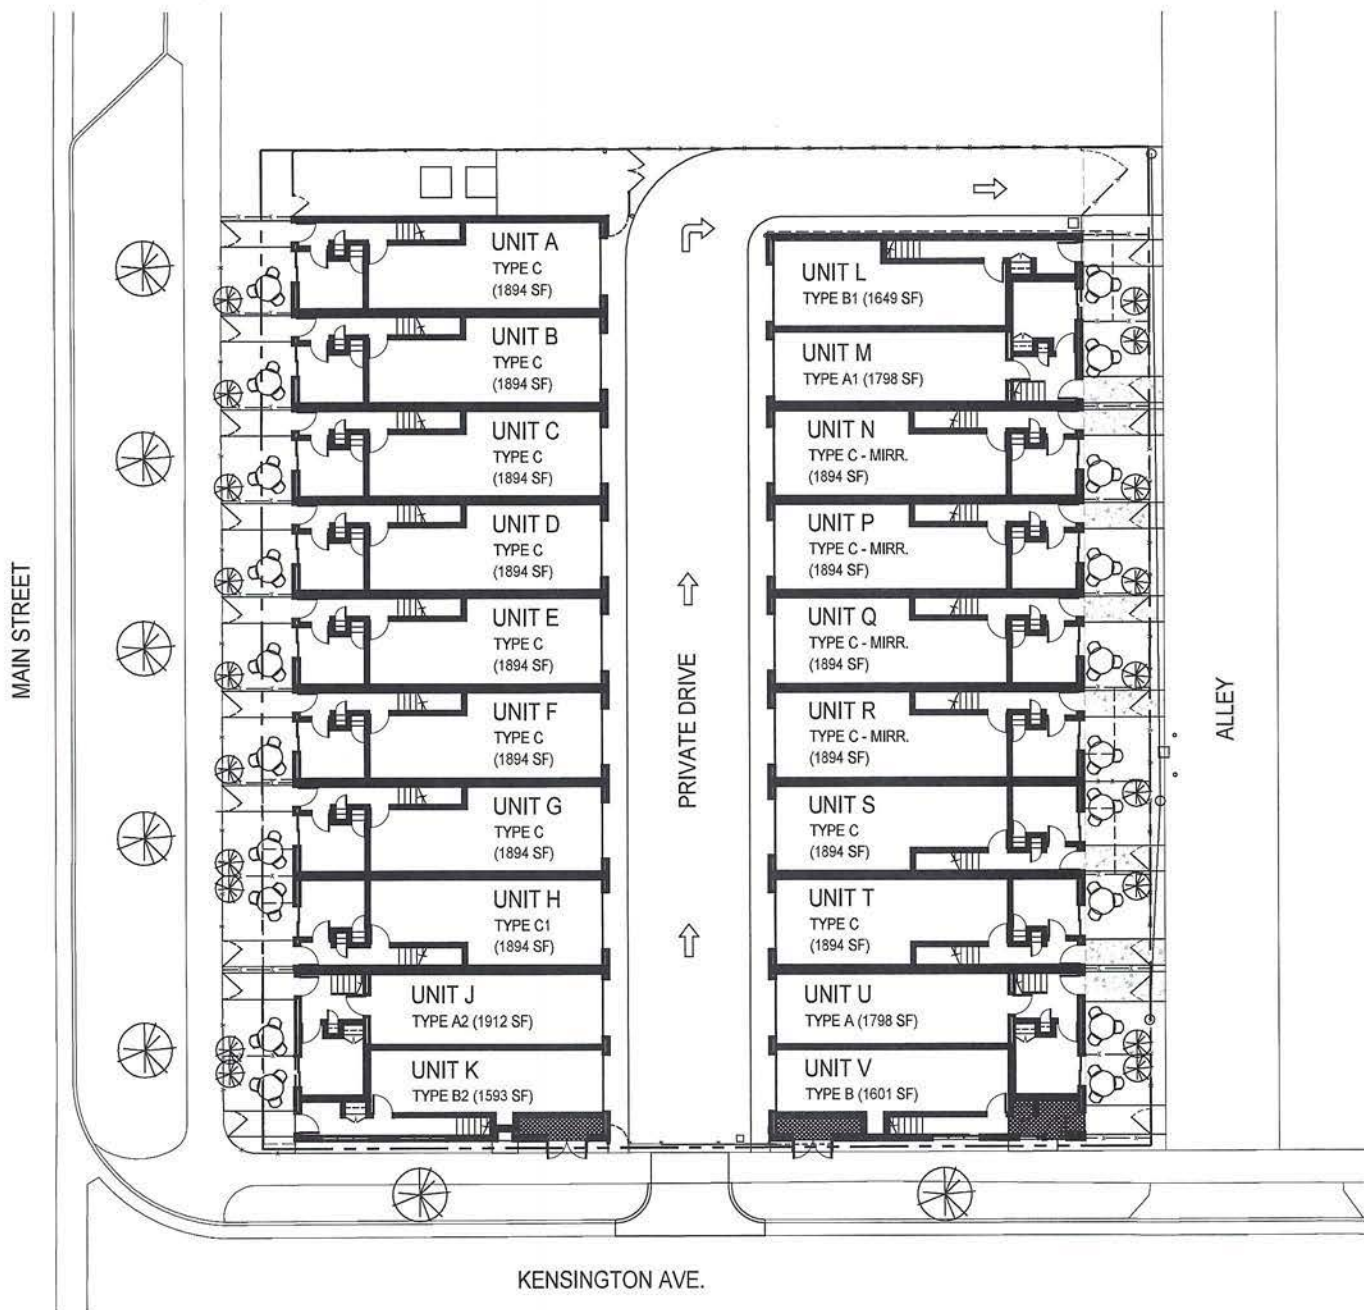 MAIN STREET
UNIT A
TYPE C
(1894 SF)
UNIT B
TYPE C
(1894 SF)
UNIT C
TYPE C
(1894 SF)
UNIT D
TYPE C
(1894 SF)
UNIT E
TYPE C
(1894 SF)
UNIT F
TYPE C
(1894 SF)
UNIT G
TYPE C
(1894 SF)
UNIT H
TYPE C1
(1894 SF)
UNIT J
TYPE A2 (1912 SF)
UNIT K
TYPE B2 (1593 SF)
PRIVATE DRIVE
UNIT L
TYPE B1 (1649 SF)
UNIT M
TYPE A1 (1798 SF)
UNIT N
TYPE C - MIRR.
(1894 SF)
UNIT P
TYPE C - MIRR.
(1894 SF)
UNIT Q
TYPE C - MIRR.
(1894 SF)
UNIT R
TYPE C - MIRR.
(1894 SF)
UNIT S
TYPE C
(1894 SF)
UNIT T
TYPE C
(1894 SF)
UNIT U
TYPE A (1798 SF)
UNIT V
TYPE B (1601 SF)
ALLEY
KENSINGTON AVE.